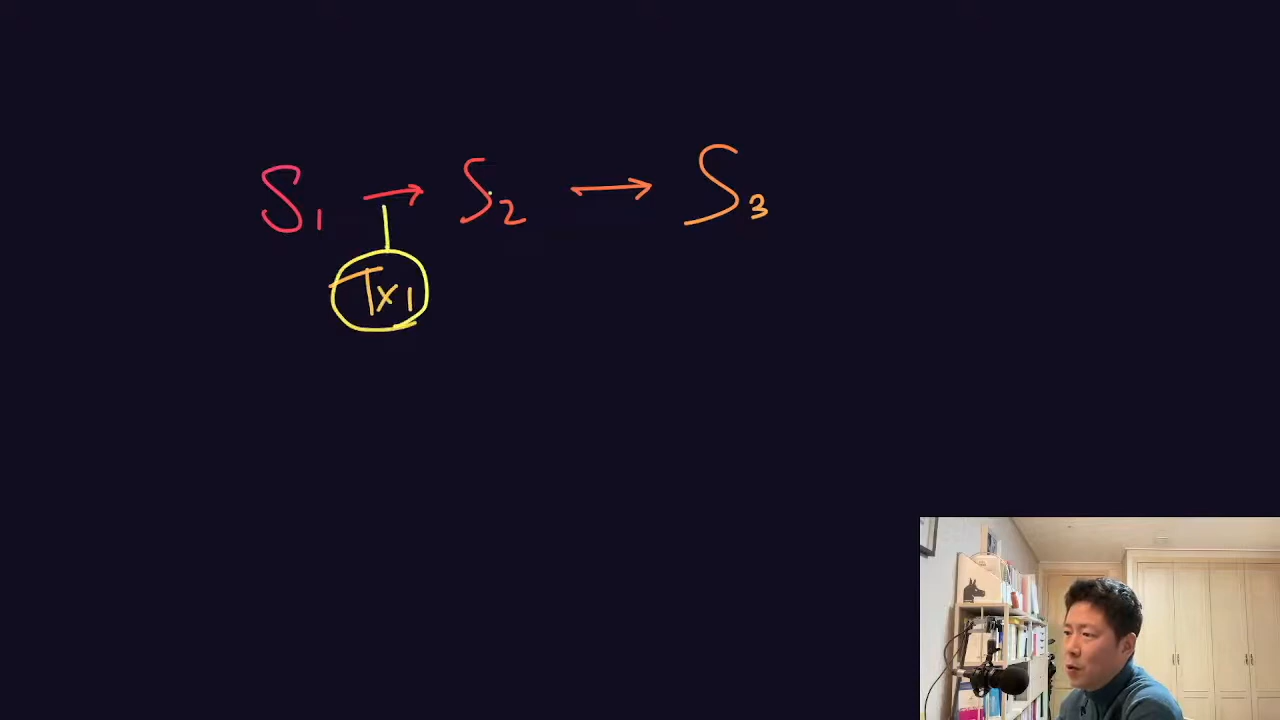 S1 → S2 → S3
Tx1